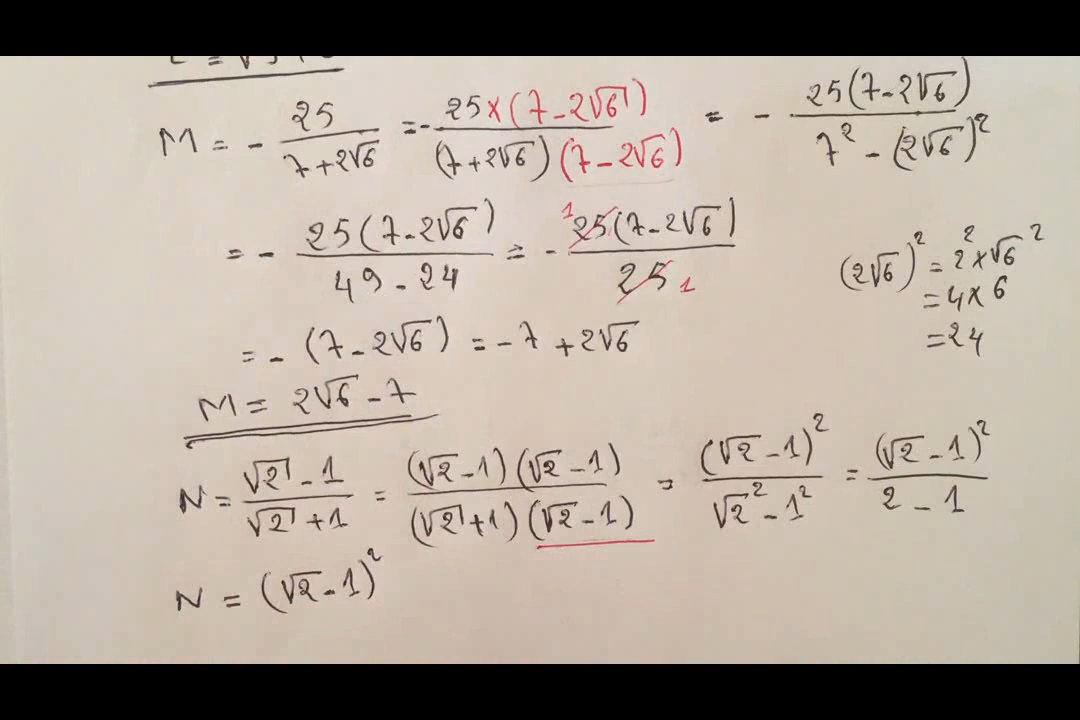 M = - 25/(7+2√6) = - 25×(7-2√6)/((7+2√6)(7-2√6)) = - 25(7-2√6)/(7²-(2√6)²)
= - 25(7-2√6)/(49-24) = - 25(7-2√6)/25 1 1
(2√6)² = 2²×√6²
= 4×6
= 24
= -(7-2√6) = -7+2√6
M = 2√6-7
N = (√2-1)/(√2+1) = (√2-1)(√2-1)/((√2+1)(√2-1)) = (√2-1)²/(√2²-1²) = (√2-1)²/(2-1)
N = (√2-1)²